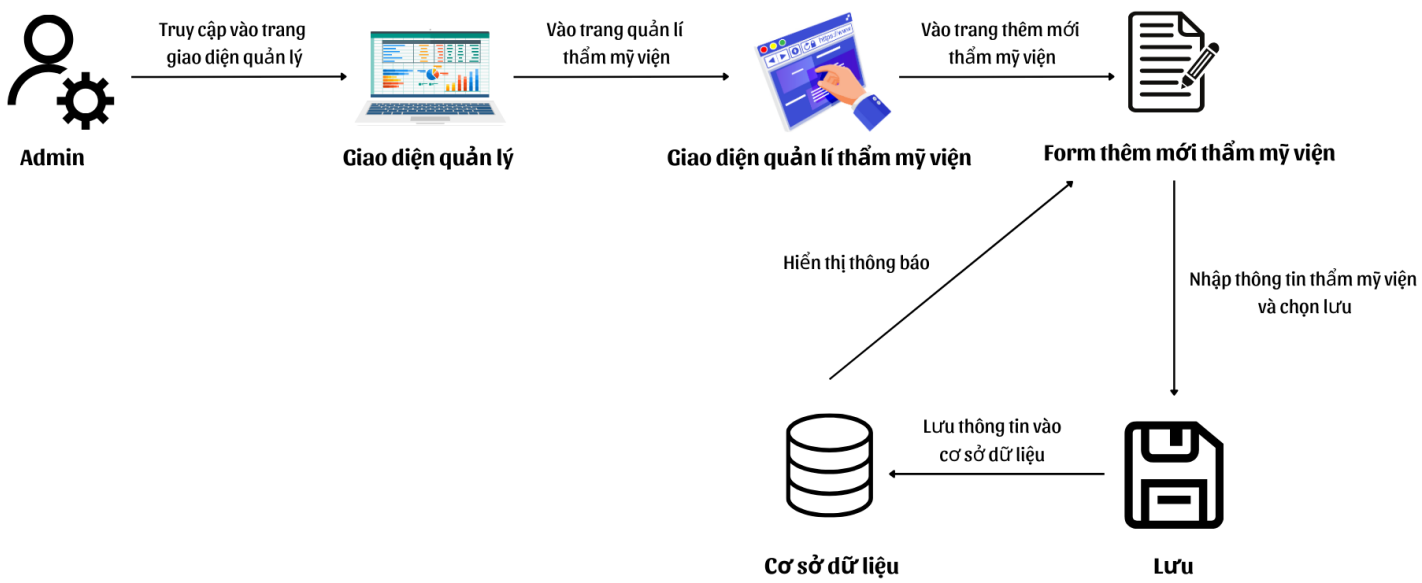 Truy cập vào trang
giao diện quản lý
Vào trang quản lí
thẩm mỹ viện
Vào trang thêm mới
thẩm mỹ viện
https://www
Admin
Giao diện quản lý
Giao diện quản lí thẩm mỹ viện
Form thêm mới thẩm mỹ viện
Hiển thị thông báo
Nhập thông tin thẩm mỹ viện
và chọn lưu
Lưu thông tin vào
cơ sở dữ liệu
Cơ sở dữ liệu
Lưu